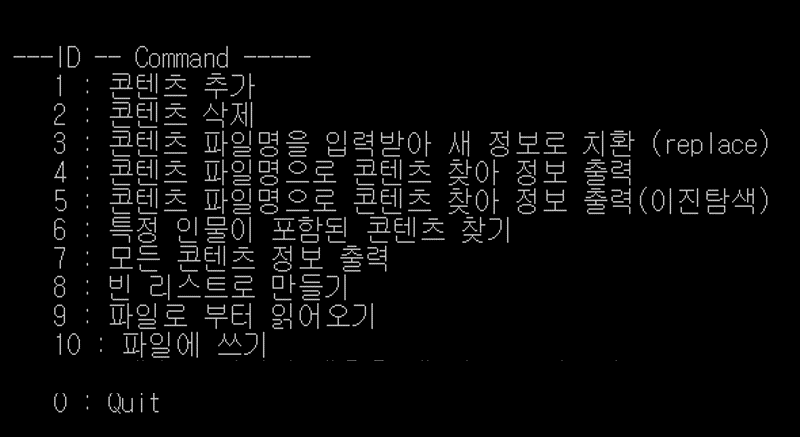 ---ID -- Command -----
1 : 콘텐츠 추가
2 : 콘텐츠 삭제
3 : 콘텐츠 파일명을 입력받아 새 정보로 치환 (replace)
4 : 콘텐츠 파일명으로 콘텐츠 찾아 정보 출력
5 : 콘텐츠 파일명으로 콘텐츠 찾아 정보 출력(이진탐색)
6 : 특정 인물이 포함된 콘텐츠 찾기
7 : 모든 콘텐츠 정보 출력
8 : 빈 리스트로 만들기
9 : 파일로 부터 읽어오기
10 : 파일에 쓰기
0 : Quit